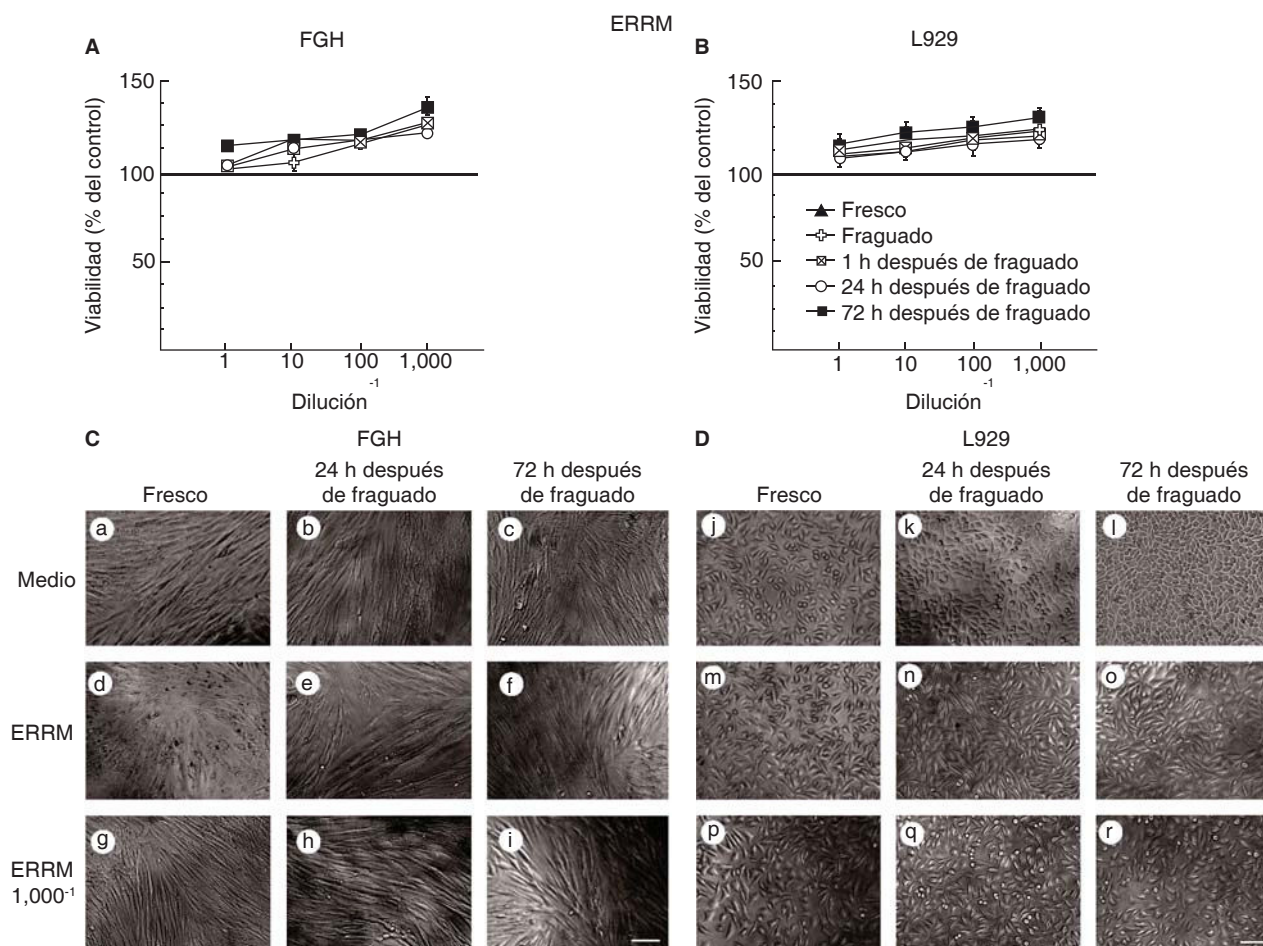 ERRM
A
FGH
Viabilidad (% del control)
150
100
50
1
10
100
1,000
Dilución-1
B
L929
Viabilidad (% del control)
150
100
50
Fresco
Fraguado
1 h después de fraguado
24 h después de fraguado
72 h después de fraguado
1
10
100
1,000
Dilución-1
C
FGH
Fresco
24 h después
de fraguado
72 h después
de fraguado
Medio
a
b
c
ERRM
d
e
f
ERRM
1,000-1
g
h
i
D
L929
Fresco
24 h después
de fraguado
72 h después
de fraguado
j
k
l
m
n
o
p
q
r